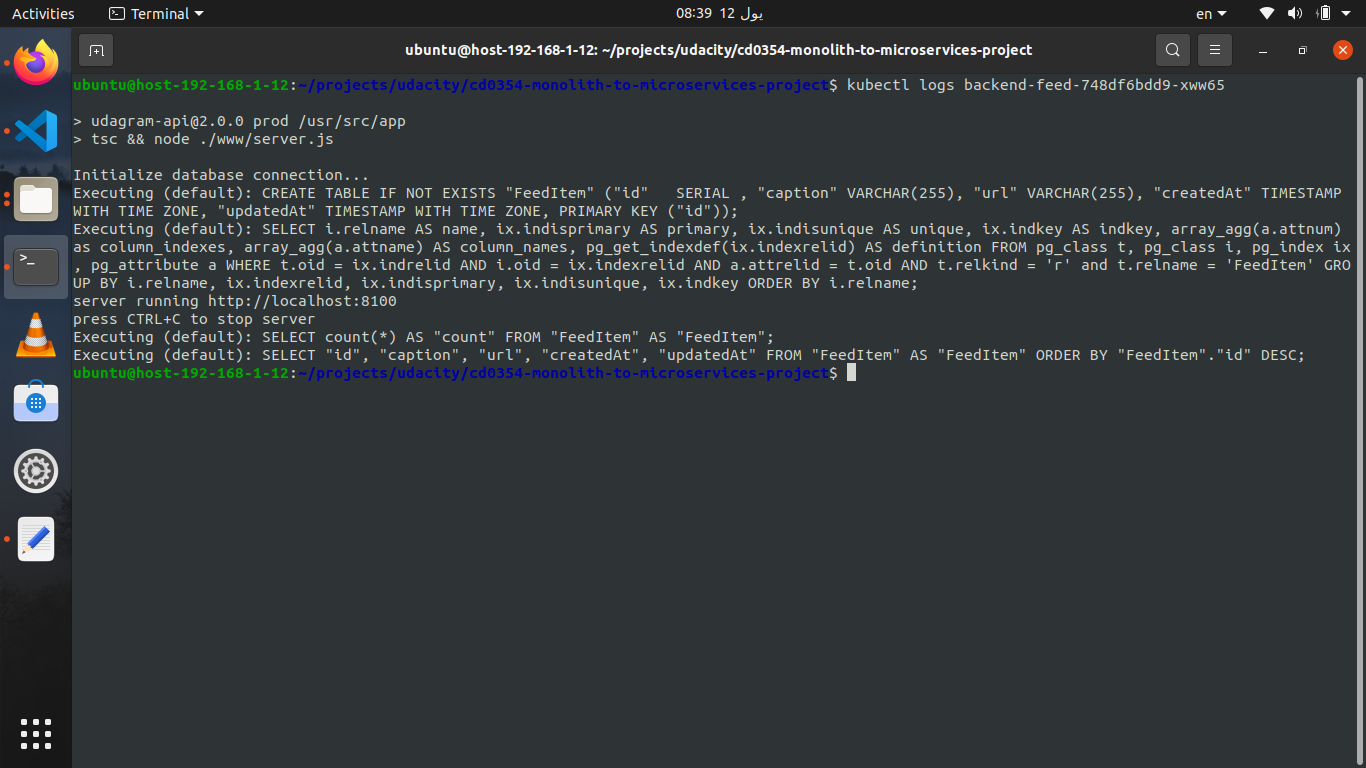 Activities
Terminal
08:39 12 يول
en
ubuntu@host-192-168-1-12: ~/projects/udacity/cd0354-monolith-to-microservices-project
ubuntu@host-192-168-1-12:~/projects/udacity/cd0354-monolith-to-microservices-project$ kubectl logs backend-feed-748df6bdd9-xww65
> udagram-api@2.0.0 prod /usr/src/app
> tsc && node ./www/server.js
Initialize database connection...
Executing (default): CREATE TABLE IF NOT EXISTS "FeedItem" ("id"   SERIAL , "caption" VARCHAR(255), "url" VARCHAR(255), "createdAt" TIMESTAMP
WITH TIME ZONE, "updatedAt" TIMESTAMP WITH TIME ZONE, PRIMARY KEY ("id"));
Executing (default): SELECT i.relname AS name, ix.indisprimary AS primary, ix.indisunique AS unique, ix.indkey AS indkey, array_agg(a.attnum)
as column_indexes, array_agg(a.attname) AS column_names, pg_get_indexdef(ix.indexrelid) AS definition FROM pg_class t, pg_class i, pg_index ix
, pg_attribute a WHERE t.oid = ix.indrelid AND i.oid = ix.indexrelid AND a.attrelid = t.oid AND t.relkind = 'r' and t.relname = 'FeedItem' GRO
UP BY i.relname, ix.indexrelid, ix.indisprimary, ix.indisunique, ix.indkey ORDER BY i.relname;
server running http://localhost:8100
press CTRL+C to stop server
Executing (default): SELECT count(*) AS "count" FROM "FeedItem" AS "FeedItem";
Executing (default): SELECT "id", "caption", "url", "createdAt", "updatedAt" FROM "FeedItem" AS "FeedItem" ORDER BY "FeedItem"."id" DESC;
ubuntu@host-192-168-1-12:~/projects/udacity/cd0354-monolith-to-microservices-project$